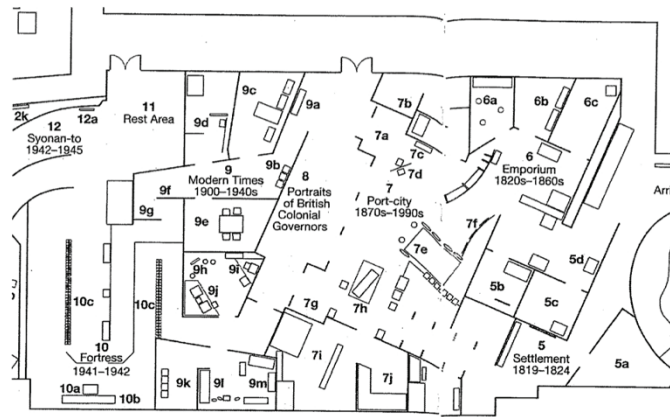 2k
12
Syonan-to
1942–1945
12a
11
Rest Area
9d
9c
9a
9
Modern Times
1900–1940s
9b
9f
9g
9e
9h
9i
9j
8
Portraits
of British
Colonial
Governors
7a
7b
7c
7d
7
Port-city
1870s–1990s
7e
7f
7g
7h
7i
7j
6a
6b
6c
6
Emporium
1820s–1860s
5d
5b
5c
5
Settlement
1819–1824
5a
10c
10c
10
Fortress
1941–1942
10a
10b
9k
9l
9m